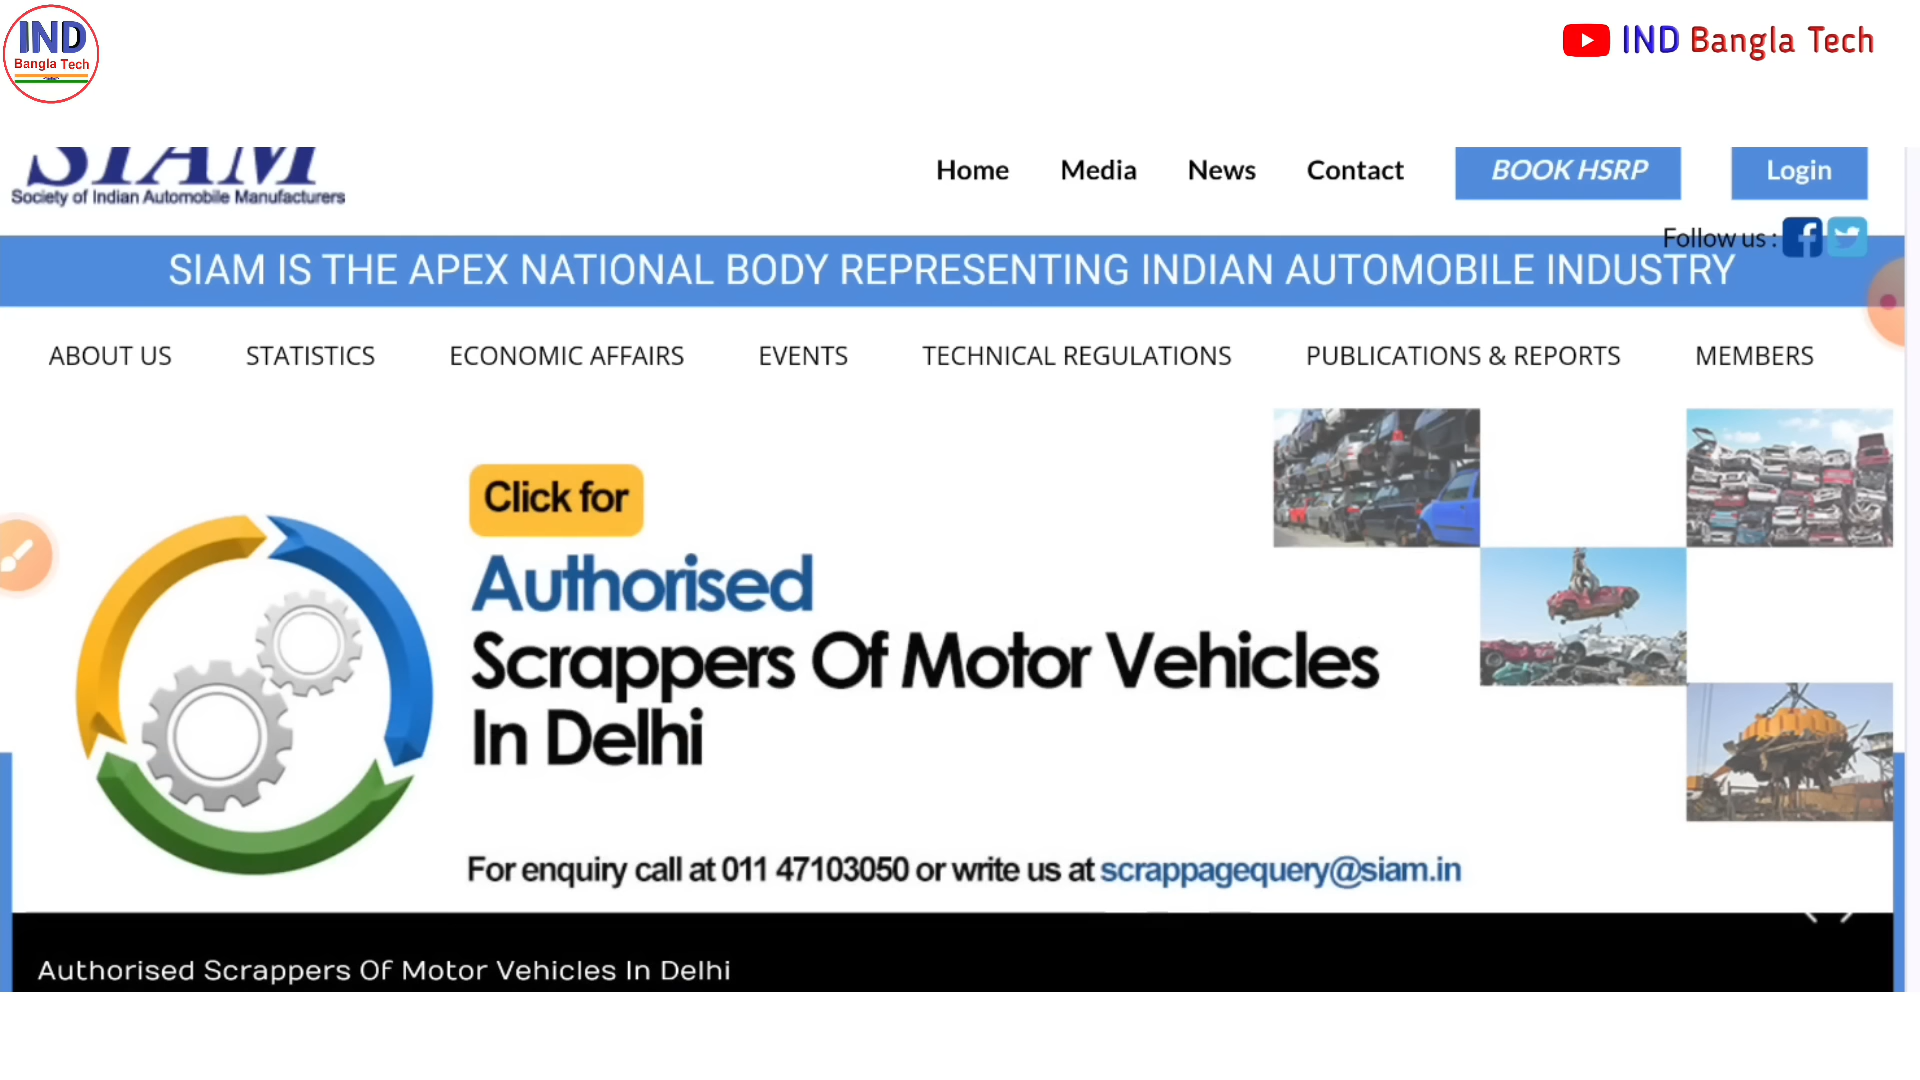 IND
Bangla Tech
IND Bangla Tech
SIAM
Society of Indian Automobile Manufacturers
Home Media News Contact BOOK HSRP Login
Follow us :
SIAM IS THE APEX NATIONAL BODY REPRESENTING INDIAN AUTOMOBILE INDUSTRY
ABOUT US STATISTICS ECONOMIC AFFAIRS EVENTS TECHNICAL REGULATIONS PUBLICATIONS & REPORTS MEMBERS
Click for
Authorised
Scrappers Of Motor Vehicles
In Delhi
For enquiry call at 011 47103050 or write us at scrappagequery@siam.in
Authorised Scrappers Of Motor Vehicles In Delhi